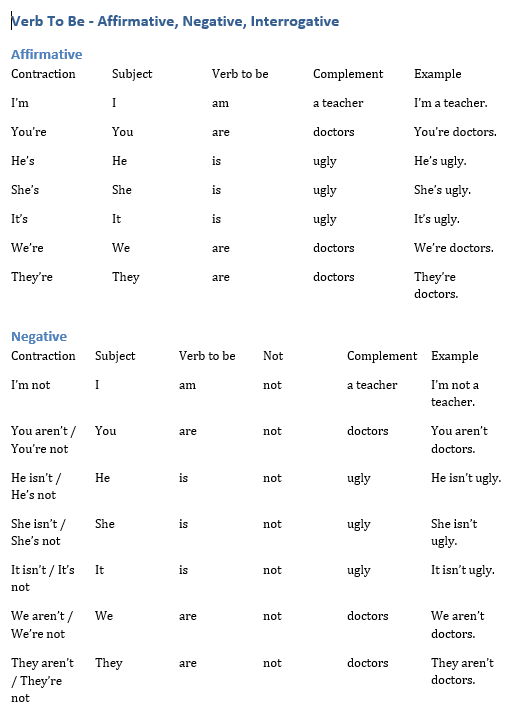 Verb To Be - Affirmative, Negative, Interrogative
Affirmative
Contraction Subject Verb to be Complement Example
I'm I am a teacher I'm a teacher.
You're You are doctors You're doctors.
He's He is ugly He's ugly.
She's She is ugly She's ugly.
It's It is ugly It's ugly.
We're We are doctors We're doctors.
They're They are doctors They're
doctors.
Negative
Contraction Subject Verb to be Not Complement Example
I'm not I am not a teacher I'm not a
teacher.
You aren't / You are not doctors You aren't
You're not doctors.
He isn't / He is not ugly He isn't ugly.
He's not
She isn't / She is not ugly She isn't
She's not ugly.
It isn't / It's It is not ugly It isn't ugly.
not
We aren't / We are not doctors We aren't
We're not doctors.
They aren't They are not doctors They aren't
/ They're doctors.
not